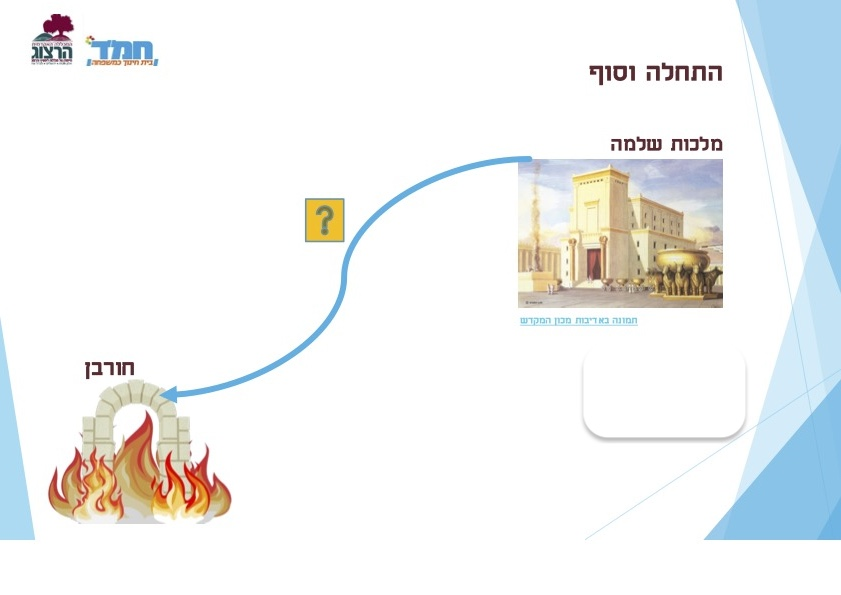 הרצוג
חמ"ד
בית חינוך כמשפחה
התחלה וסוף
מלכות שלמה
?
תמונה באדיבות מכון המקדש
חורבן